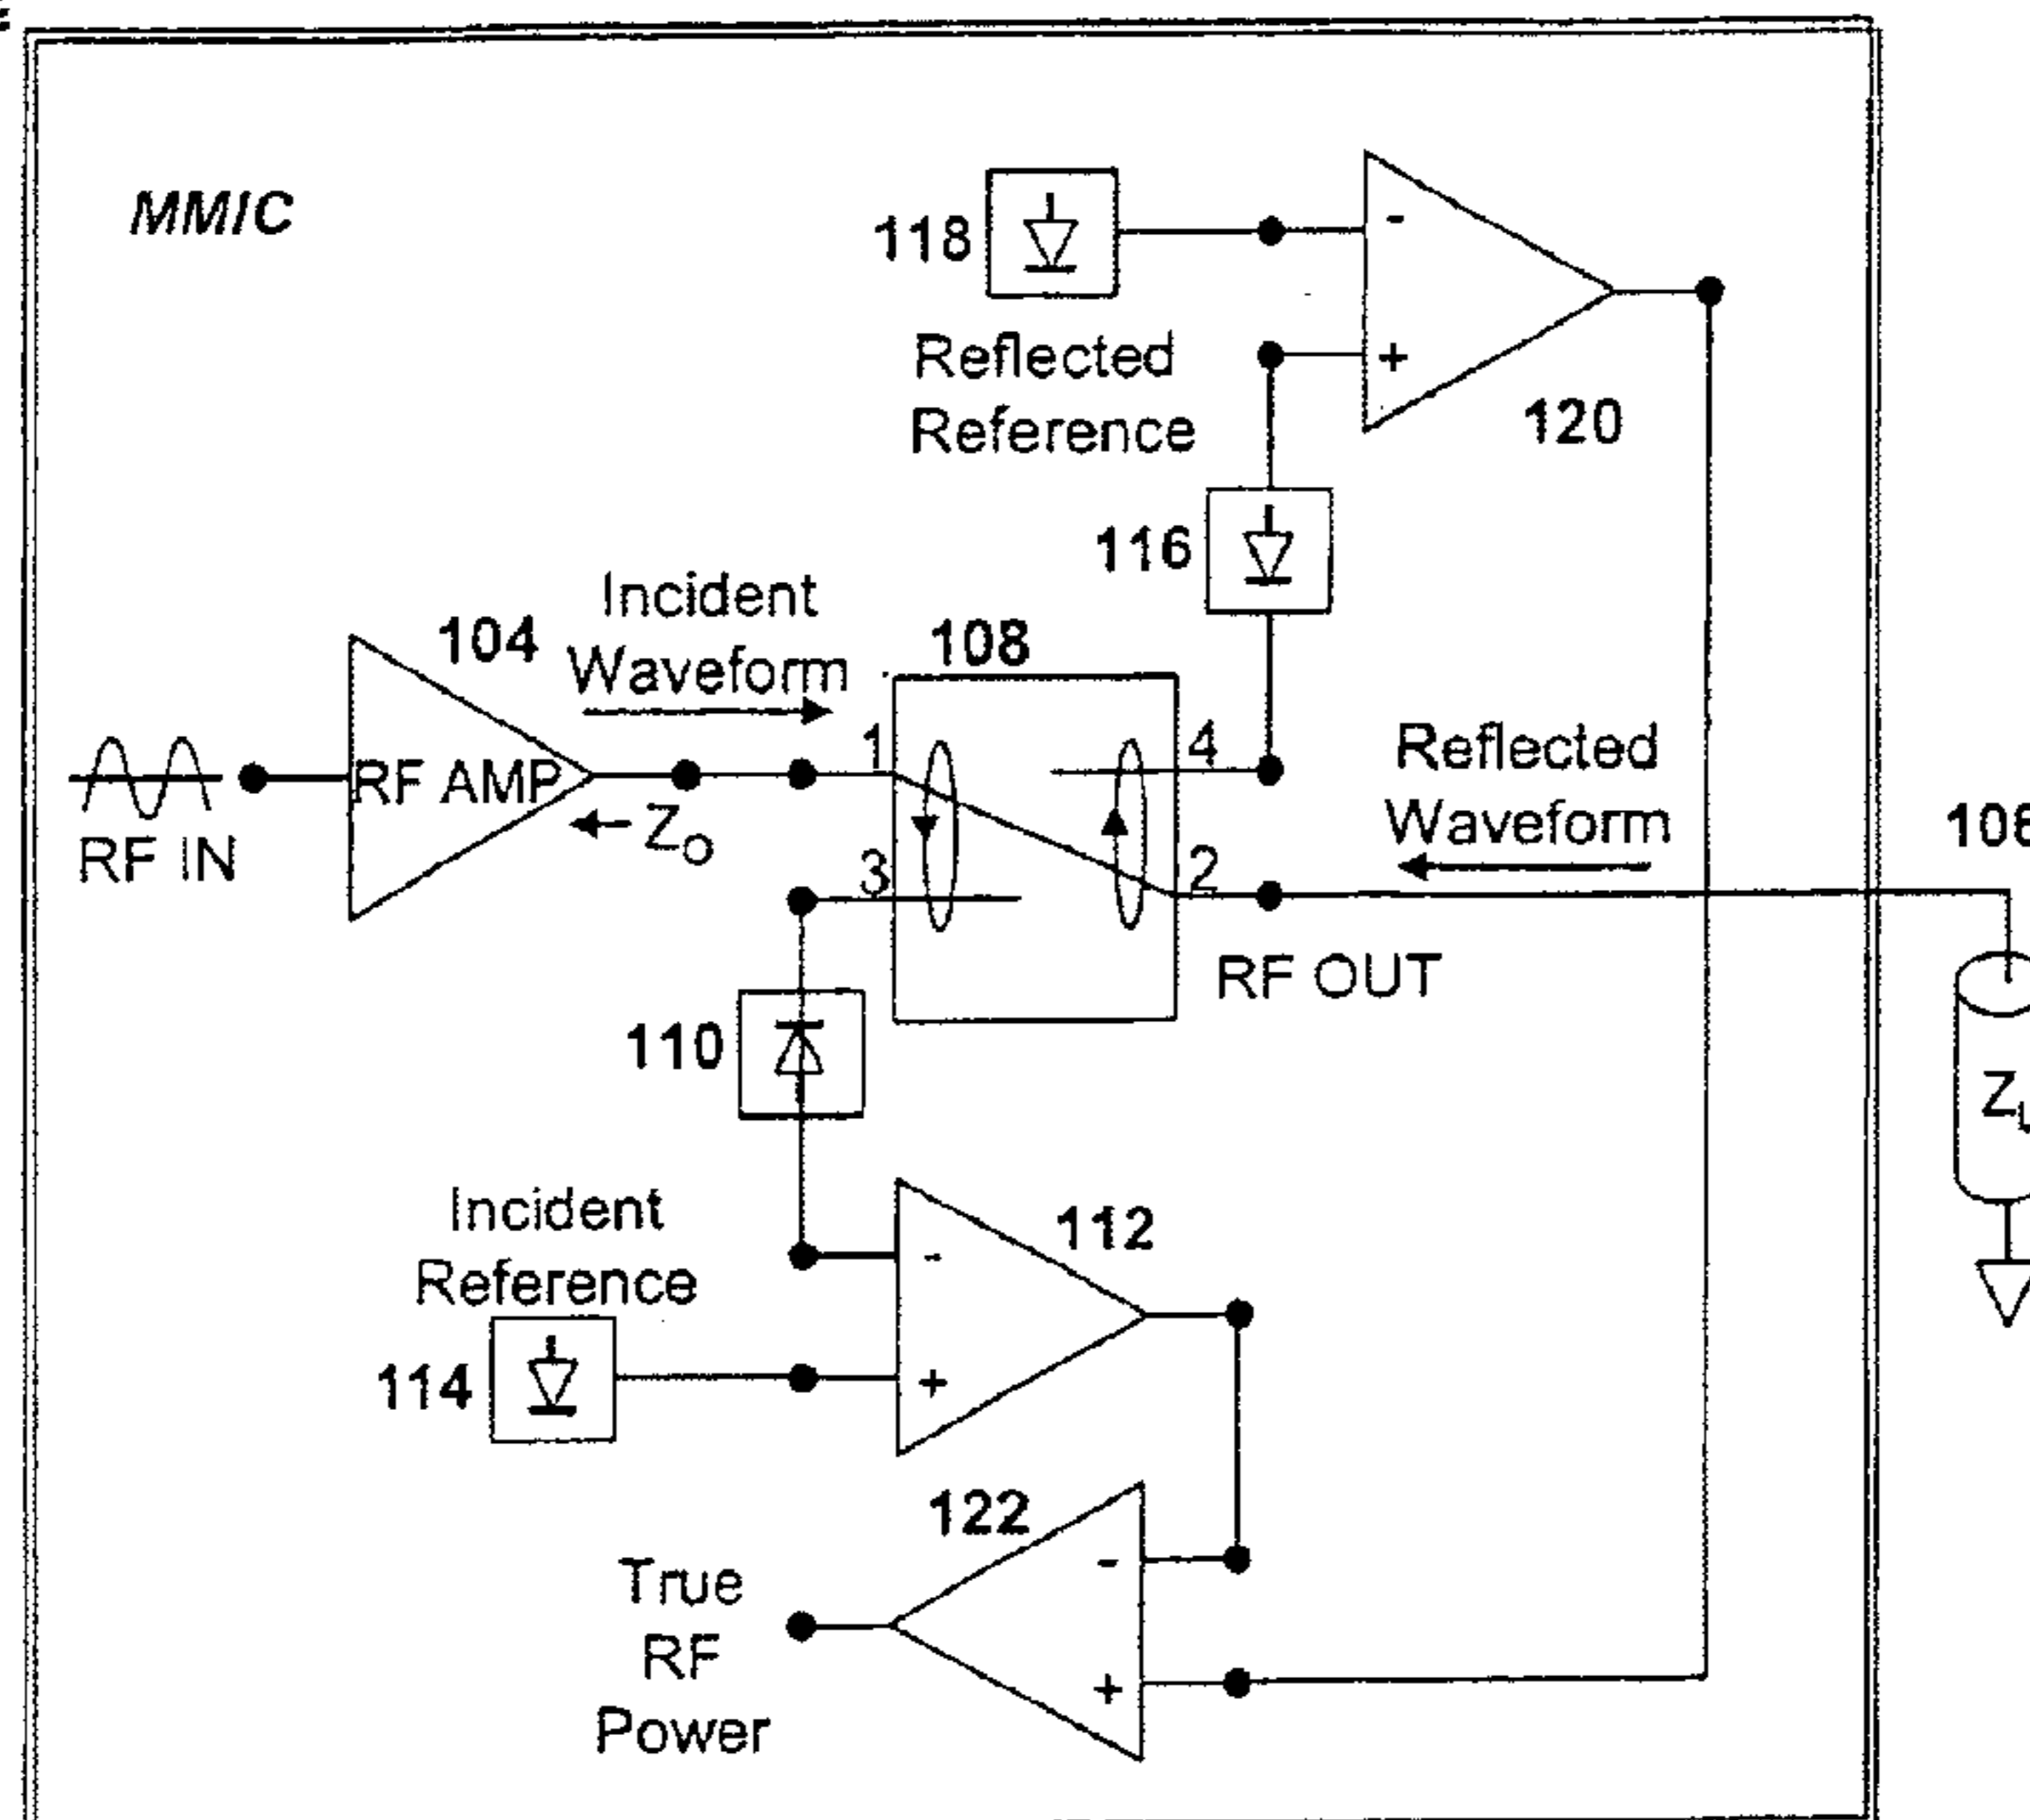 MMIC
118
-
Reflected
Reference
+
120
116
Incident
Waveform
104
108
RF AMP
RF IN
Z_O
1
4
3
2
Reflected
Waveform
RF OUT
110
Incident
Reference
-
112
114
+
122
-
True
RF
Power
+